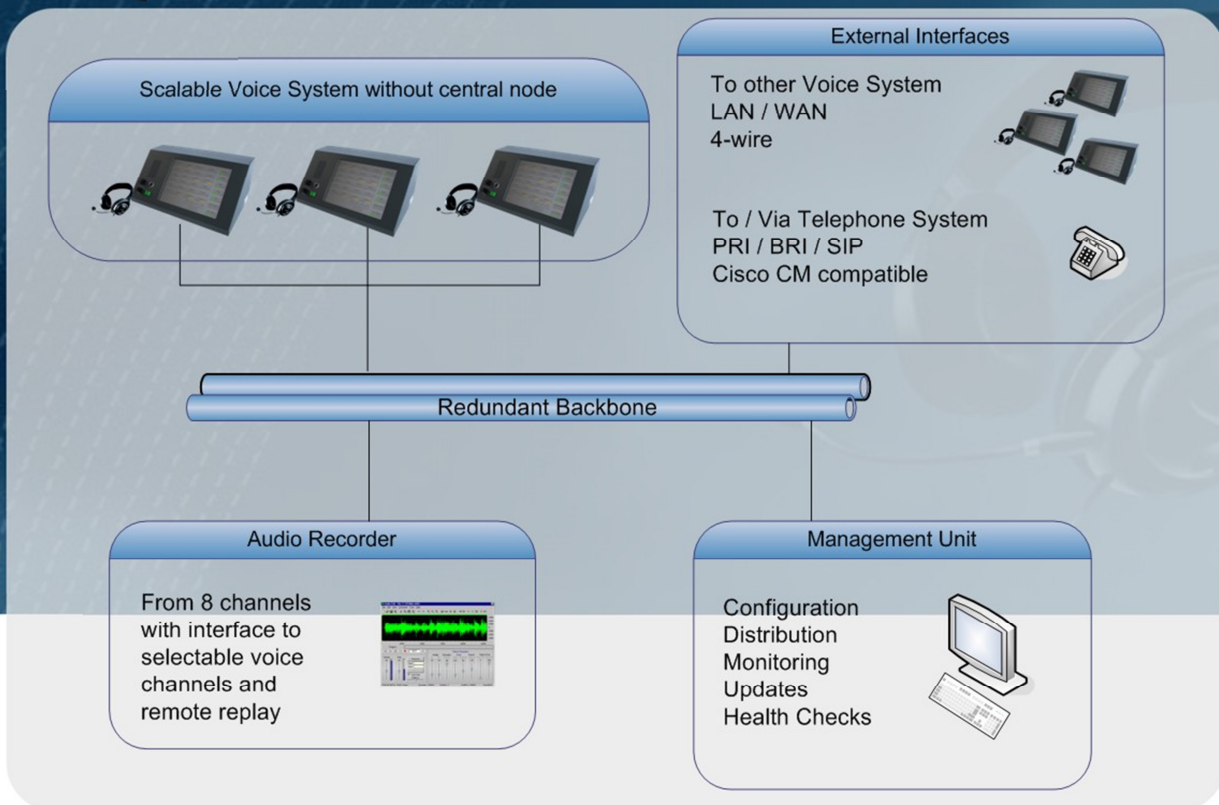 Scalable Voice System without central node
External Interfaces
To other Voice System
LAN / WAN
4-wire
To / Via Telephone System
PRI / BRI / SIP
Cisco CM compatible
Redundant Backbone
Audio Recorder
From 8 channels
with interface to
selectable voice
channels and
remote replay
Management Unit
Configuration
Distribution
Monitoring
Updates
Health Checks